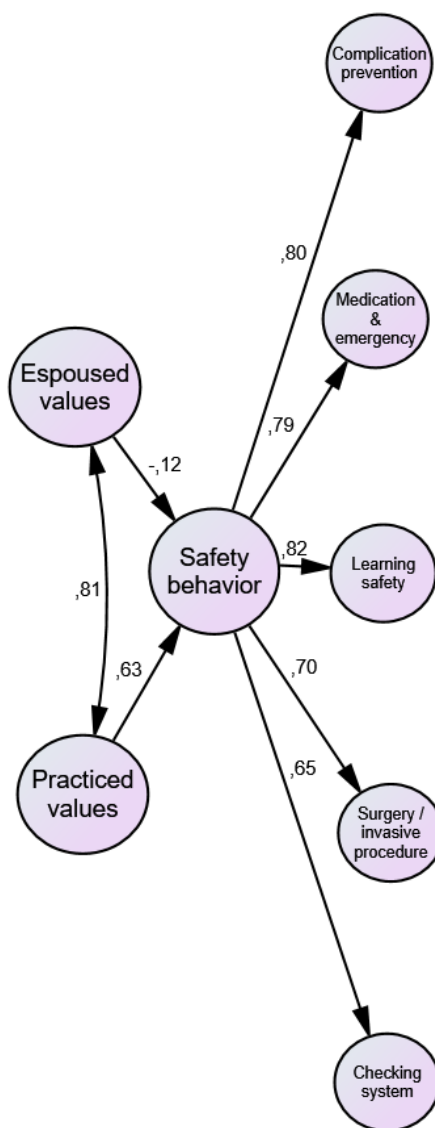 Complication
prevention
,80
Medication
&
emergency
Espoused
values
,79
-,12
Safety
behavior
,82
Learning
safety
,81
,63
,70
Practiced
values
,65
Surgery /
invasive
procedure
Checking
system